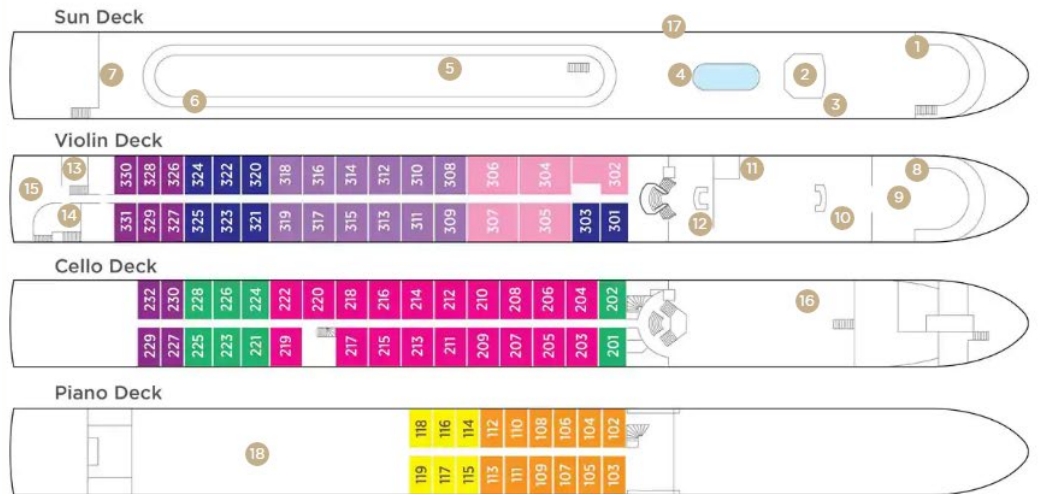 Sun Deck
17
1
7 5 4 2
6 3
Violin Deck
13 330 328 326 324 322 320 318 316 314 312 310 308 306 304 302 11 8
15 9
14 331 329 327 325 323 321 319 317 315 313 311 309 307 305 303 301 12 10
Cello Deck
232 230 228 226 224 222 220 218 216 214 212 210 208 206 204 202 16
229 227 225 223 221 219 217 215 213 211 209 207 205 203 201
Piano Deck
118 116 114 112 110 108 106 104 102
18
119 117 115 113 111 109 107 105 103